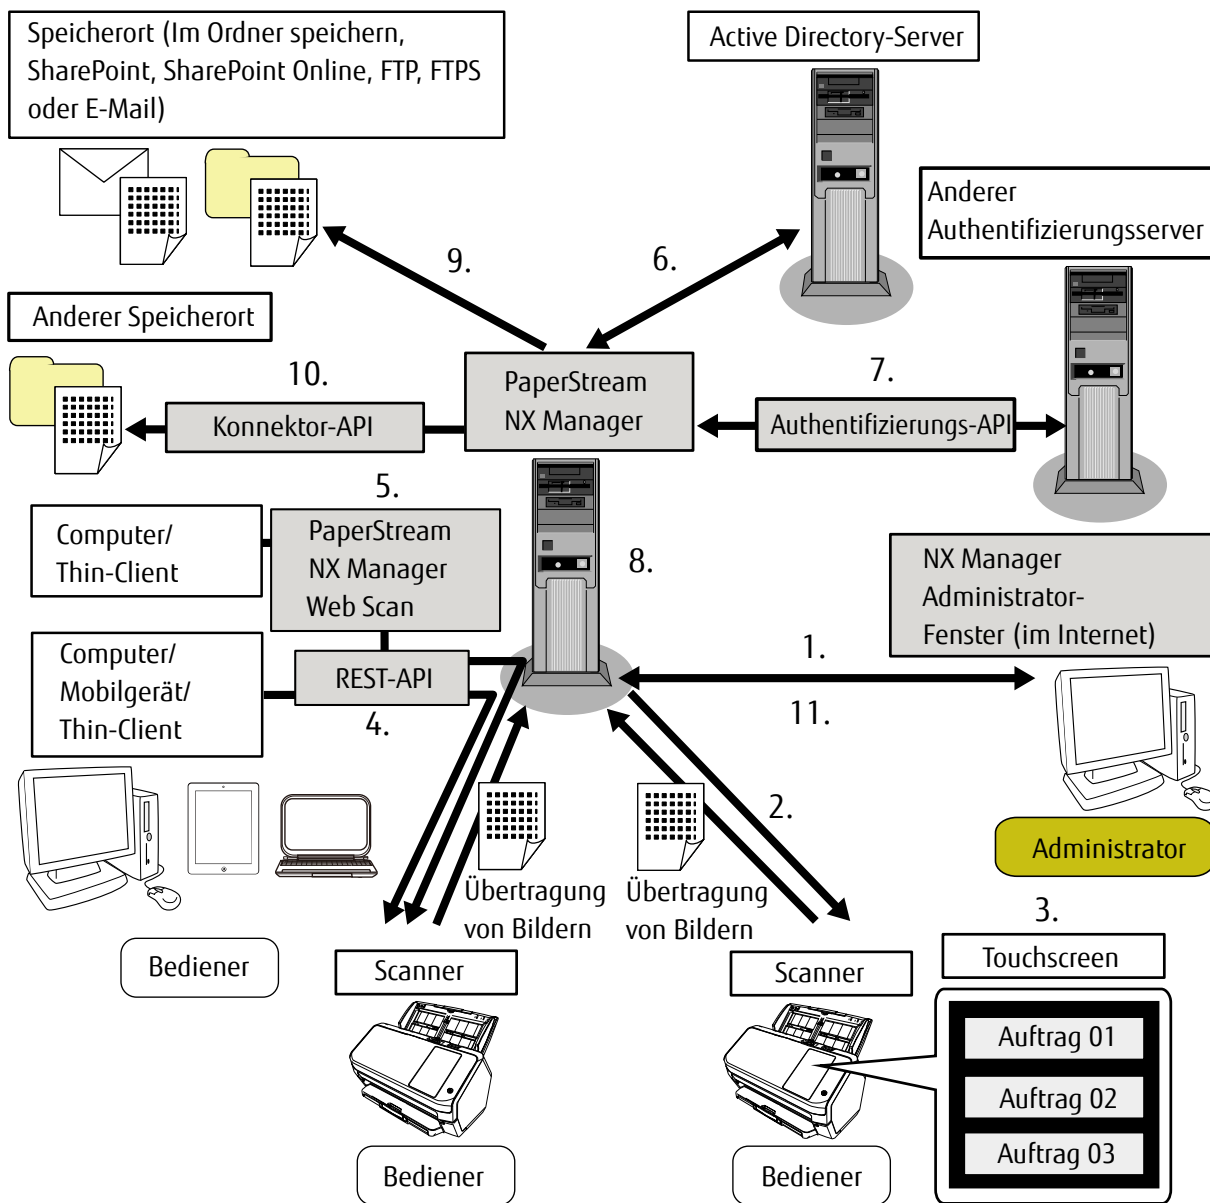 Speicherort (Im Ordner speichern,
SharePoint, SharePoint Online, FTP, FTPS
oder E-Mail)
Active Directory-Server
Anderer
Authentifizierungsserver
9.
6.
Anderer Speicherort
10.
Konnektor-API
PaperStream
NX Manager
7.
Authentifizierungs-API
5.
Computer/
Thin-Client
PaperStream
NX Manager
Web Scan
8.
NX Manager
Administrator-
Fenster (im Internet)
Computer/
Mobilgerät/
Thin-Client
REST-API
4.
1.
11.
2.
Übertragung
von Bildern
Übertragung
von Bildern
Administrator
3.
Bediener
Scanner
Scanner
Touchscreen
Auftrag 01
Auftrag 02
Auftrag 03
Bediener
Bediener